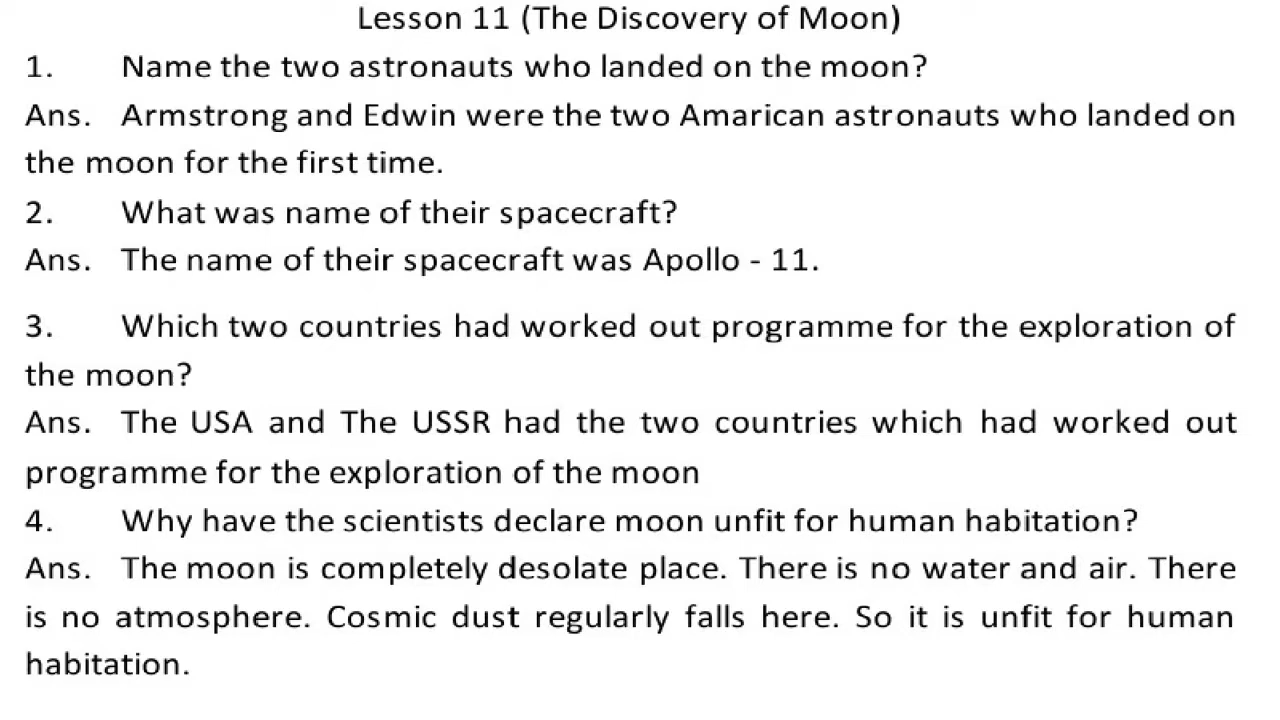 Lesson 11 (The Discovery of Moon)
1. Name the two astronauts who landed on the moon?
Ans. Armstrong and Edwin were the two Amarican astronauts who landed on
the moon for the first time.
2. What was name of their spacecraft?
Ans. The name of their spacecraft was Apollo - 11.
3. Which two countries had worked out programme for the exploration of
the moon?
Ans. The USA and The USSR had the two countries which had worked out
programme for the exploration of the moon
4. Why have the scientists declare moon unfit for human habitation?
Ans. The moon is completely desolate place. There is no water and air. There
is no atmosphere. Cosmic dust regularly falls here. So it is unfit for human
habitation.